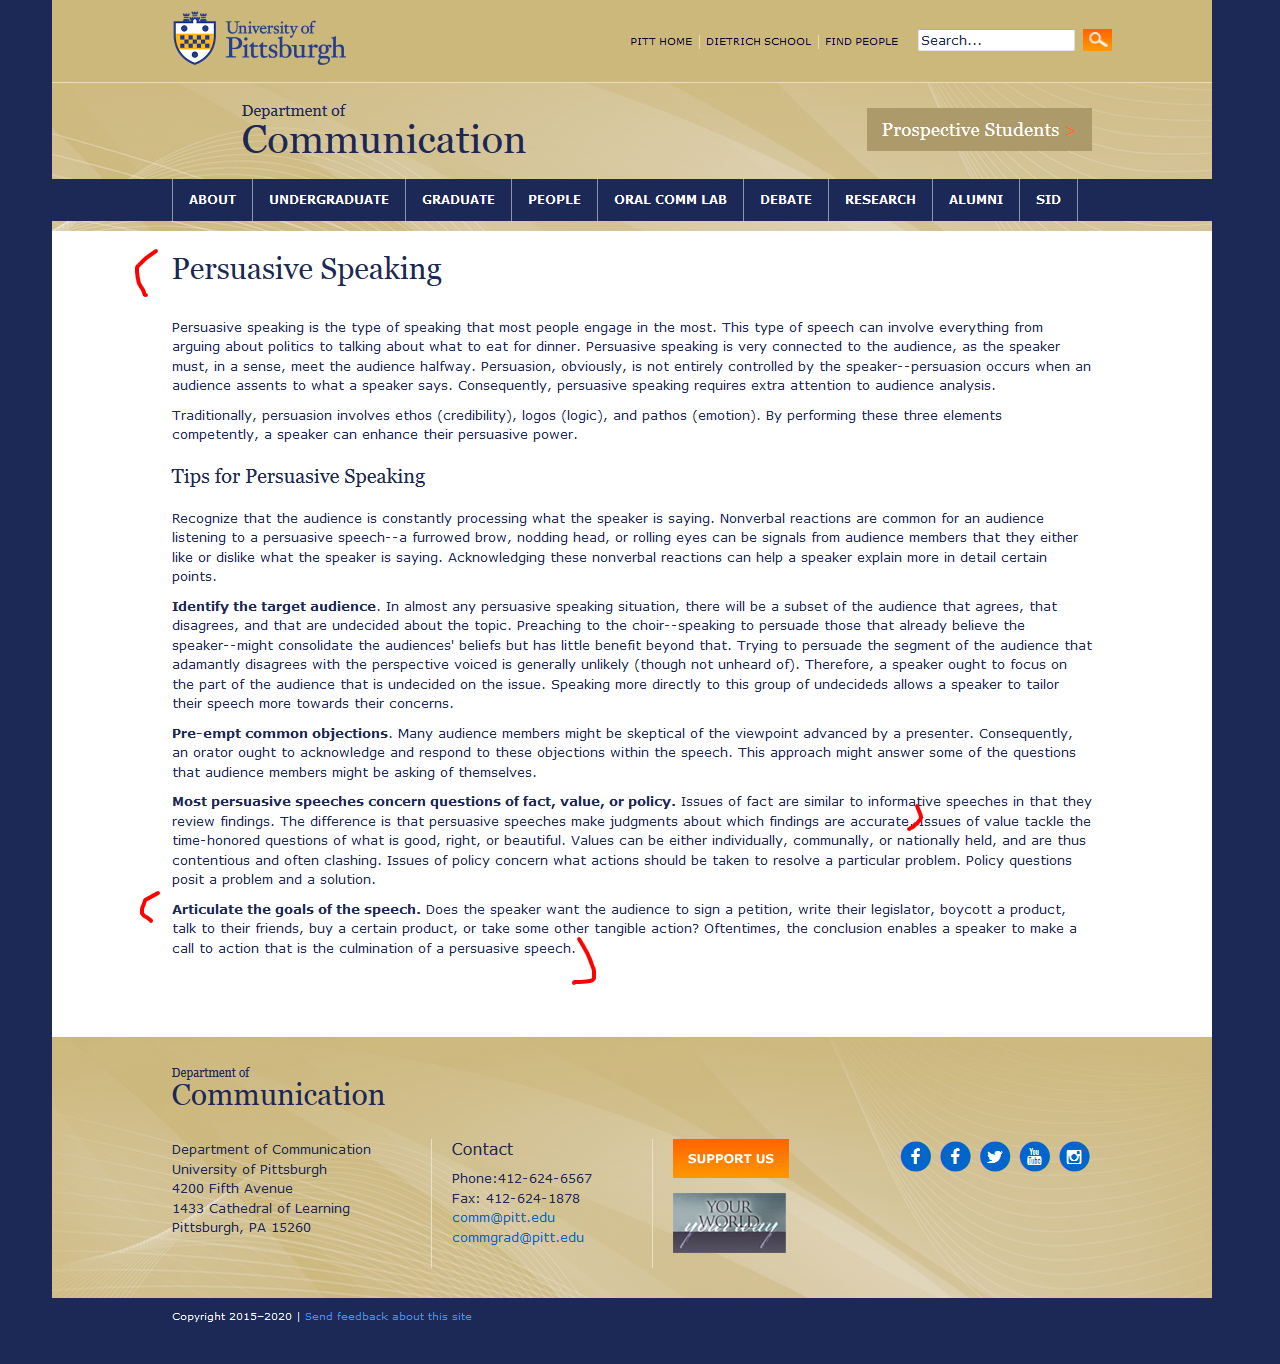 University of
Pittsburgh
PITT HOME | DIETRICH SCHOOL | FIND PEOPLE
Search...
Department of
Communication
Prospective Students >
ABOUT UNDERGRADUATE GRADUATE PEOPLE ORAL COMM LAB DEBATE RESEARCH ALUMNI SID
Persuasive Speaking
Persuasive speaking is the type of speaking that most people engage in the most. This type of speech can involve everything from
arguing about politics to talking about what to eat for dinner. Persuasive speaking is very connected to the audience, as the speaker
must, in a sense, meet the audience halfway. Persuasion, obviously, is not entirely controlled by the speaker--persuasion occurs when an
audience assents to what a speaker says. Consequently, persuasive speaking requires extra attention to audience analysis.
Traditionally, persuasion involves ethos (credibility), logos (logic), and pathos (emotion). By performing these three elements
competently, a speaker can enhance their persuasive power.
Tips for Persuasive Speaking
Recognize that the audience is constantly processing what the speaker is saying. Nonverbal reactions are common for an audience
listening to a persuasive speech--a furrowed brow, nodding head, or rolling eyes can be signals from audience members that they either
like or dislike what the speaker is saying. Acknowledging these nonverbal reactions can help a speaker explain more in detail certain
points.
Identify the target audience. In almost any persuasive speaking situation, there will be a subset of the audience that agrees, that
disagrees, and that are undecided about the topic. Preaching to the choir--speaking to persuade those that already believe the
speaker--might consolidate the audiences' beliefs but has little benefit beyond that. Trying to persuade the segment of the audience that
adamantly disagrees with the perspective voiced is generally unlikely (though not unheard of). Therefore, a speaker ought to focus on
the part of the audience that is undecided on the issue. Speaking more directly to this group of undecideds allows a speaker to tailor
their speech more towards their concerns.
Pre-empt common objections. Many audience members might be skeptical of the viewpoint advanced by a presenter. Consequently,
an orator ought to acknowledge and respond to these objections within the speech. This approach might answer some of the questions
that audience members might be asking of themselves.
Most persuasive speeches concern questions of fact, value, or policy. Issues of fact are similar to informative speeches in that they
review findings. The difference is that persuasive speeches make judgments about which findings are accurate. Issues of value tackle the
time-honored questions of what is good, right, or beautiful. Values can be either individually, communally, or nationally held, and are thus
contentious and often clashing. Issues of policy concern what actions should be taken to resolve a particular problem. Policy questions
posit a problem and a solution.
Articulate the goals of the speech. Does the speaker want the audience to sign a petition, write their legislator, boycott a product,
talk to their friends, buy a certain product, or take some other tangible action? Oftentimes, the conclusion enables a speaker to make a
call to action that is the culmination of a persuasive speech.
Department of
Communication
Department of Communication
University of Pittsburgh
4200 Fifth Avenue
1433 Cathedral of Learning
Pittsburgh, PA 15260
Contact
Phone:412-624-6567
Fax: 412-624-1878
comm@pitt.edu
commgrad@pitt.edu
SUPPORT US
YOUR
WORLD
your way
You
Tube
Copyright 2015–2020 | Send feedback about this site